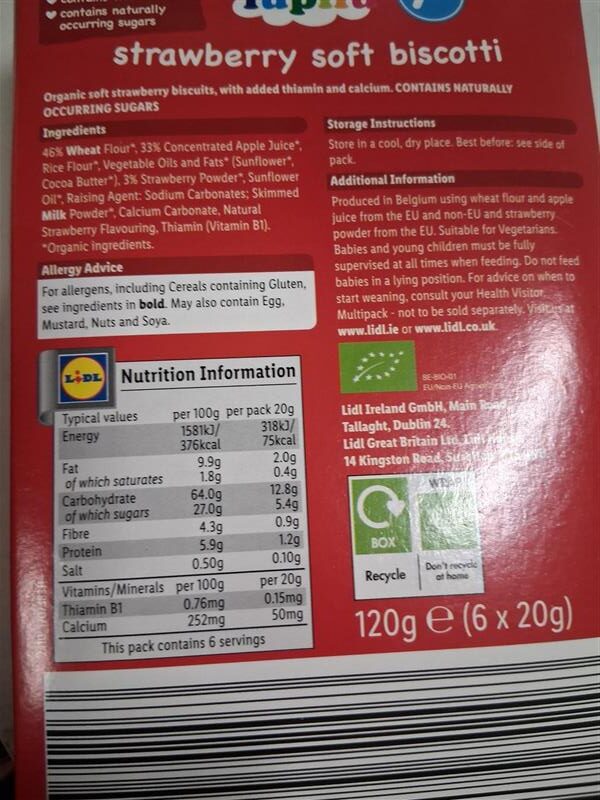 contains naturally
occurring sugars
strawberry soft biscotti
Organic soft strawberry biscuits, with added thiamin and calcium. CONTAINS NATURALLY
OCCURRING SUGARS
Ingredients
46% Wheat Flour*, 33% Concentrated Apple Juice*,
Rice Flour*, Vegetable Oils and Fats* (Sunflower*,
Cocoa Butter*), 3% Strawberry Powder*, Sunflower
Oil*, Raising Agent: Sodium Carbonates; Skimmed
Milk Powder*, Calcium Carbonate, Natural
Strawberry Flavouring, Thiamin (Vitamin B1).
*Organic ingredients.
Allergy Advice
For allergens, including Cereals containing Gluten,
see ingredients in bold. May also contain Egg,
Mustard, Nuts and Soya.
Storage Instructions
Store in a cool, dry place. Best before: see side of
pack.
Additional Information
Produced in Belgium using wheat flour and apple
juice from the EU and non-EU and strawberry
powder from the EU. Suitable for Vegetarians.
Babies and young children must be fully
supervised at all times when feeding. Do not feed
babies in a lying position. For advice on when to
start weaning, consult your Health Visitor.
Multipack - not to be sold separately. Visit us at
www.lidl.ie or www.lidl.co.uk
LIDL
Nutrition Information
Typical values per 100g per pack 20g
Energy 1581kJ/ 318kJ/
376kcal 75kcal
Fat 9.9g 2.0g
of which saturates 1.8g 0.4g
Carbohydrate 64.0g 12.8g
of which sugars 27.0g 5.4g
Fibre 4.3g 0.9g
Protein 5.9g 1.2g
Salt 0.50g 0.10g
Vitamins/Minerals per 100g per 20g
Thiamin B1 0.76mg 0.15mg
Calcium 252mg 50mg
This pack contains 6 servings
BE-BIO-01
EU/Non-EU
Lidl Ireland GmbH, Main Road
Tallaght, Dublin 24.
Lidl Great Britain Ltd,
14 Kingston Road,
BOX
Recycle
WRAP
Don't recycle
at home
120g e (6 x 20g)